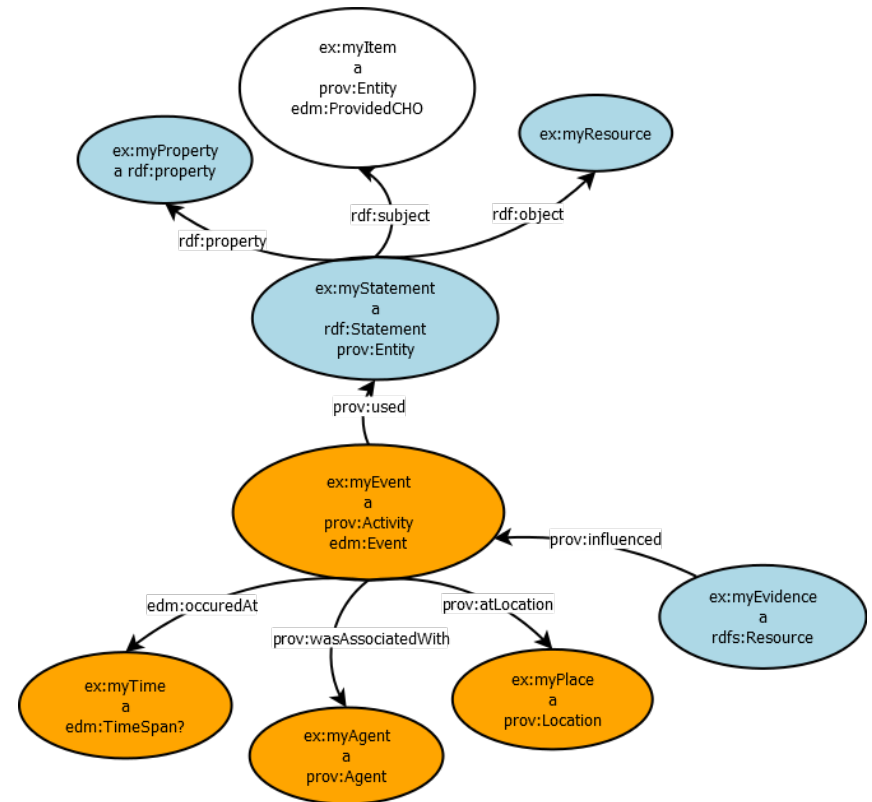 ex:myItem
a
prov:Entity
edm:ProvidedCHO
ex:myResource
ex:myProperty
a rdf:property
rdf:subject
rdf:object
rdf:property
ex:myStatement
a
rdf:Statement
prov:Entity
prov:used
ex:myEvent
a
prov:Activity
edm:Event
prov:influenced
edm:occuredAt
prov:atLocation
prov:wasAssociatedWith
ex:myEvidence
a
rdfs:Resource
ex:myTime
a
edm:TimeSpan?
ex:myPlace
a
prov:Location
ex:myAgent
a
prov:Agent